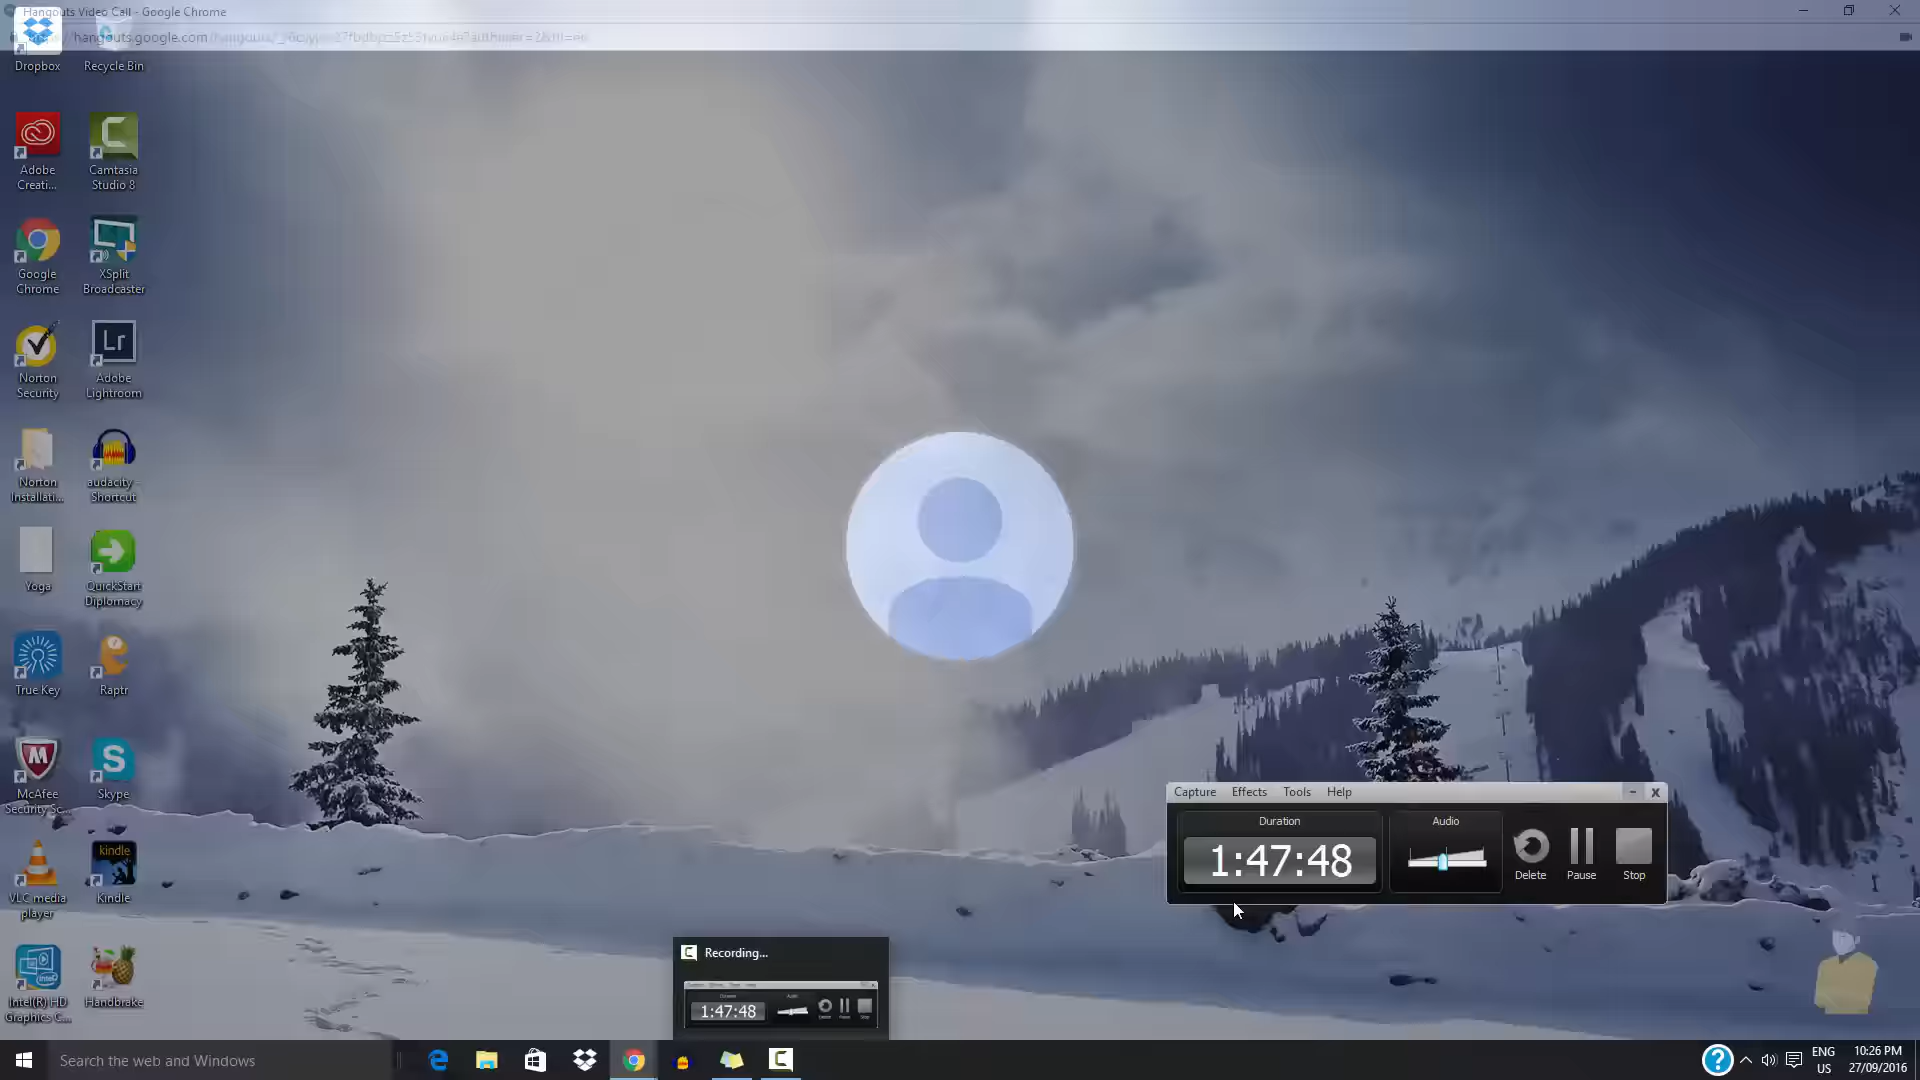 Hangouts Video Call - Google Chrome
hangouts.google.com/hangouts/
Dropbox
Recycle Bin
Adobe
Creati...
Camtasia
Studio 8
Google
Chrome
XSplit
Broadcaster
Norton
Security
Lr
Adobe
Lightroom
Norton
Installati...
audacity -
Shortcut
Yoga
QuickStart
Diplomacy
True Key
Raptr
McAfee
Security Sc...
Skype
VLC media
player
kindle
Kindle
Intel(R) HD
Graphics C...
Handbrake
Capture Effects Tools Help
Duration
Audio
1:47:48
Delete
Pause
Stop
Recording...
1:47:48
Search the web and Windows
ENG
US
10:26 PM
27/09/2016